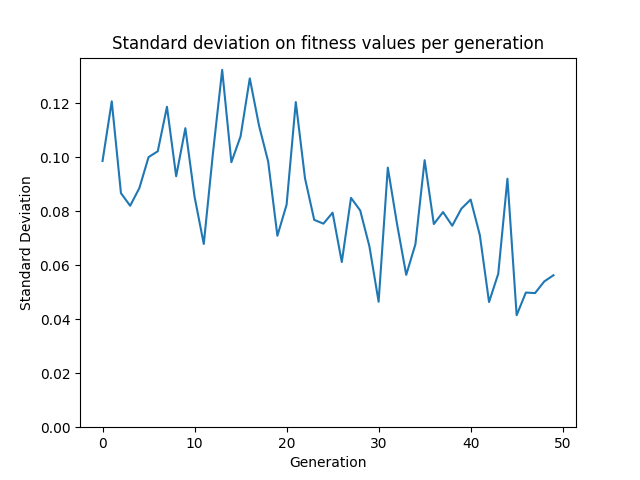 Standard deviation on fitness values per generation
0.12
0.10
0.08
0.06
0.04
0.02
0.00
Standard Deviation
0 10 20 30 40 50
Generation